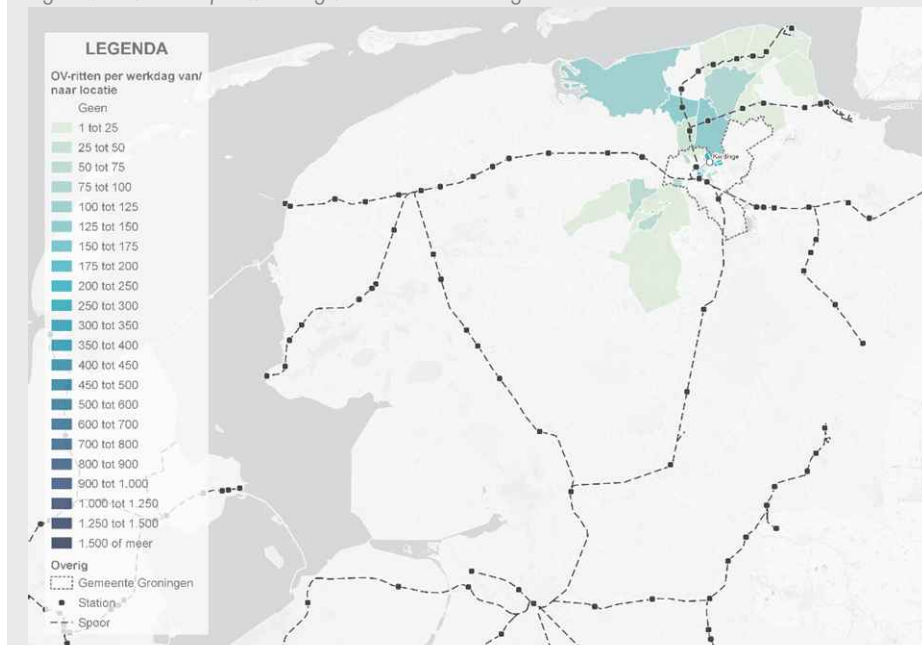 LEGENDA
OV-ritten per werkdag van/
naar locatie
Geen
1 tot 25
25 tot 50
50 tot 75
75 tot 100
100 tot 125
125 tot 150
150 tot 175
175 tot 200
200 tot 250
250 tot 300
300 tot 350
350 tot 400
400 tot 450
450 tot 500
500 tot 600
600 tot 700
700 tot 800
800 tot 900
900 tot 1.000
1.000 tot 1.250
1.250 tot 1.500
1.500 of meer
Overig
Gemeente Groningen
Station
Spoor
Kardinge